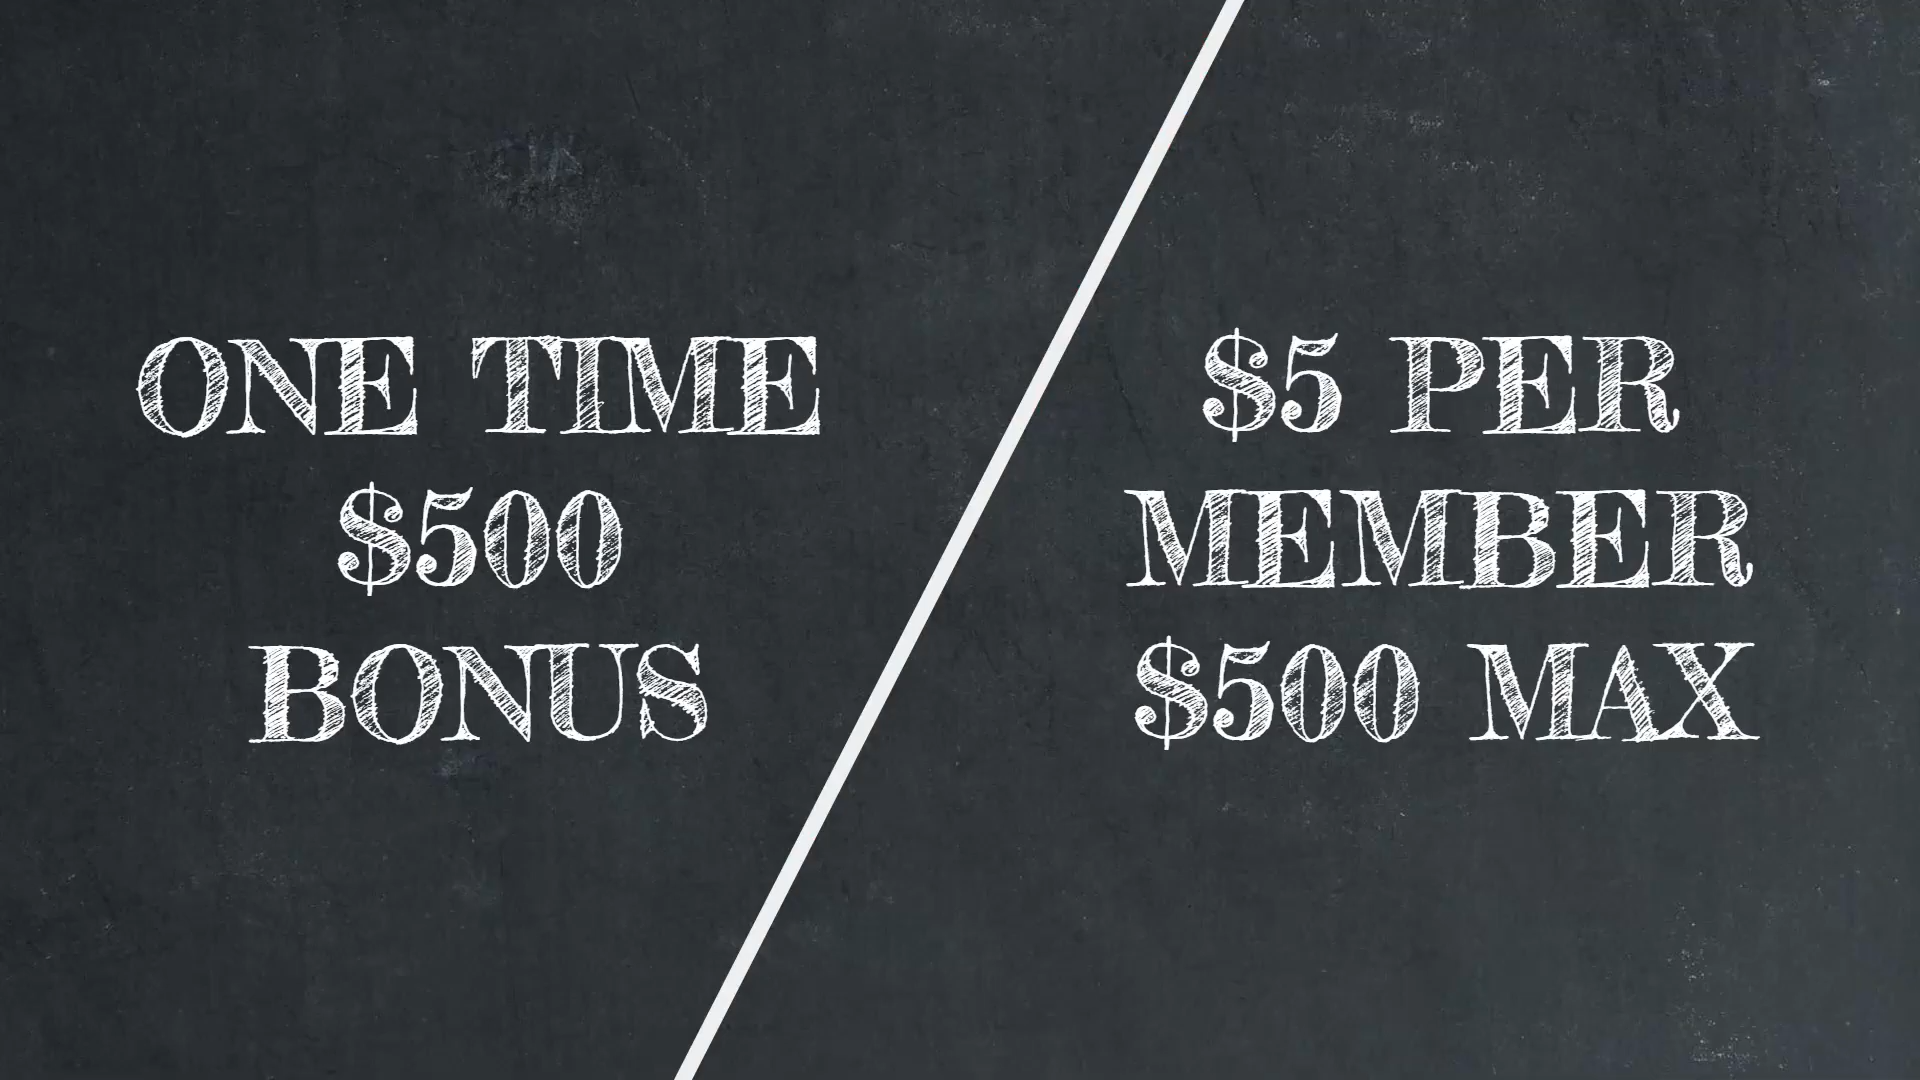 ONE TIME
$500
BONUS
$5 PER
MEMBER
$500 MAX